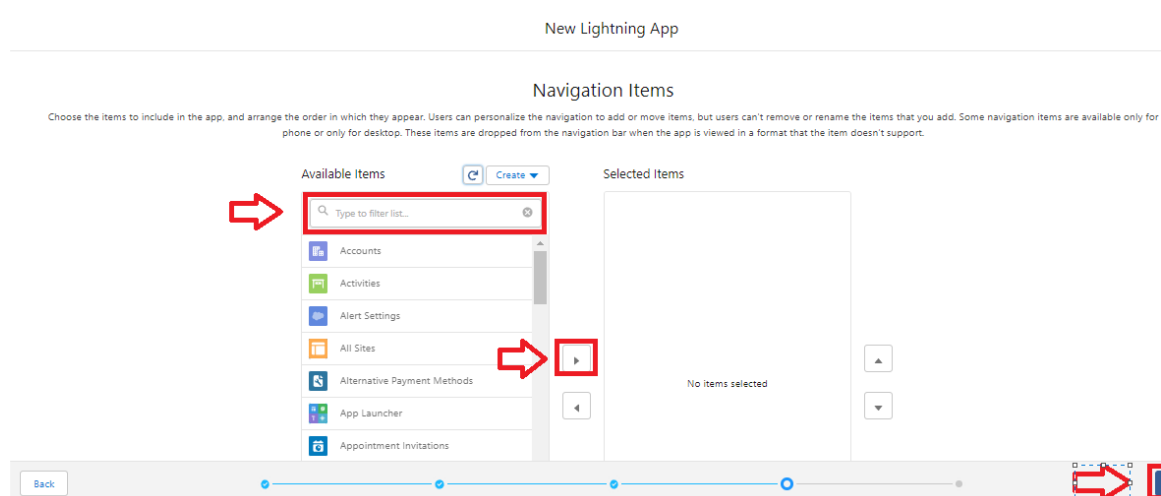 New Lightning App
Navigation Items
Choose the items to include in the app, and arrange the order in which they appear. Users can personalize the navigation to add or move items, but users can't remove or rename the items that you add. Some navigation items are available only for
phone or only for desktop. These items are dropped from the navigation bar when the app is viewed in a format that the item doesn't support.
Available Items
Create
Selected Items
Type to filter list...
Accounts
Activities
Alert Settings
All Sites
Alternative Payment Methods
No items selected
App Launcher
Appointment Invitations
Back